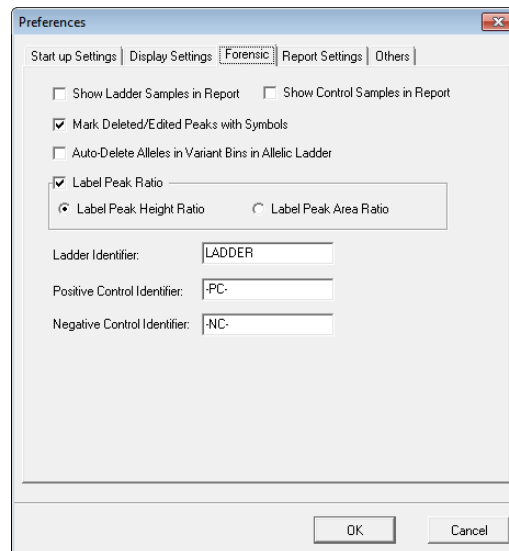 Preferences
Start up Settings Display Settings Forensic Report Settings Others
Show Ladder Samples in Report Show Control Samples in Report
Mark Deleted/Edited Peaks with Symbols
Auto-Delete Alleles in Variant Bins in Allelic Ladder
Label Peak Ratio
Label Peak Height Ratio Label Peak Area Ratio
Ladder Identifier: LADDER
Positive Control Identifier: -PC-
Negative Control Identifier: -NC-
OK Cancel